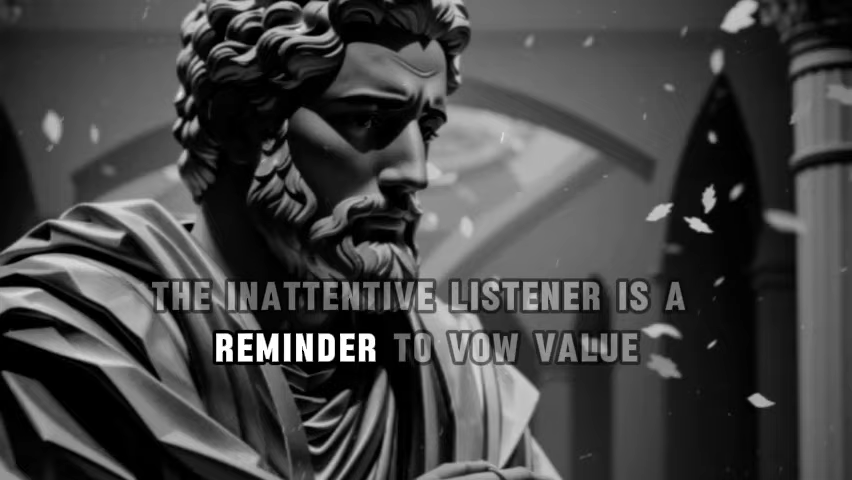 THE INATTENTIVE LISTENER IS A
REMINDER TO VOW VALUE